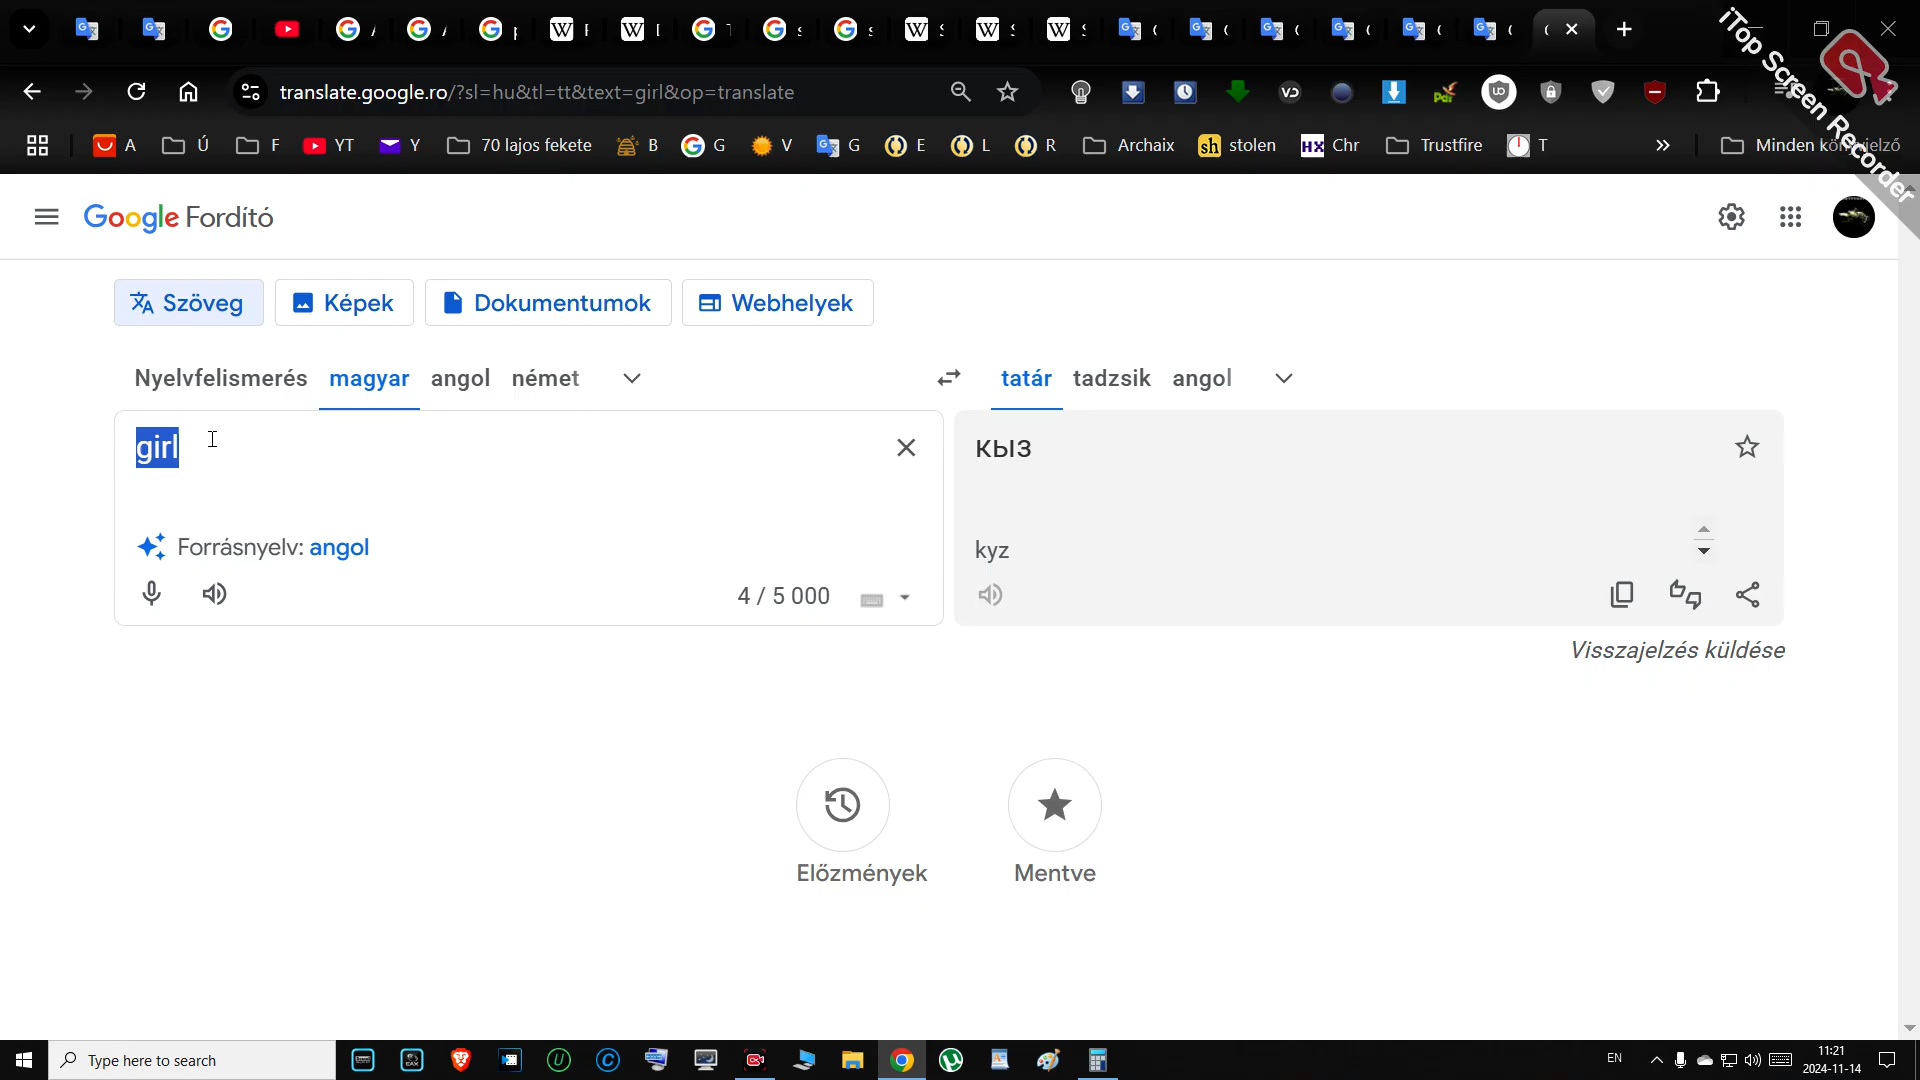 translate.google.ro/?sl=hu&tl=tt&text=girl&op=translate
A Ú F YT Y 70 lajos fekete B G V G E L R Archaix stolen Chr Trustfire T » Minden
iTop Screen Recorder
Google Fordító
Szöveg Képek Dokumentumok Webhelyek
Nyelvfelismerés magyar angol német
tatár tadzsik angol
girl
кыз
Forrásnyelv: angol
kyz
4 / 5 000
Visszajelzés küldése
Előzmények Mentve
Type here to search
EN
11:21
2024-11-14